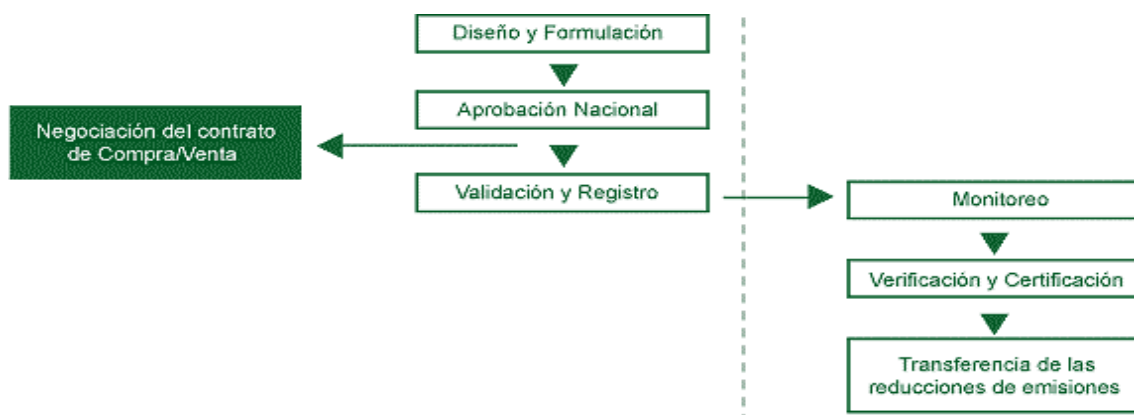 Diseño y Formulación
Aprobación Nacional
Negociación del contrato
de Compra/Venta
Validación y Registro
Monitoreo
Verificación y Certificación
Transferencia de las
reducciones de emisiones